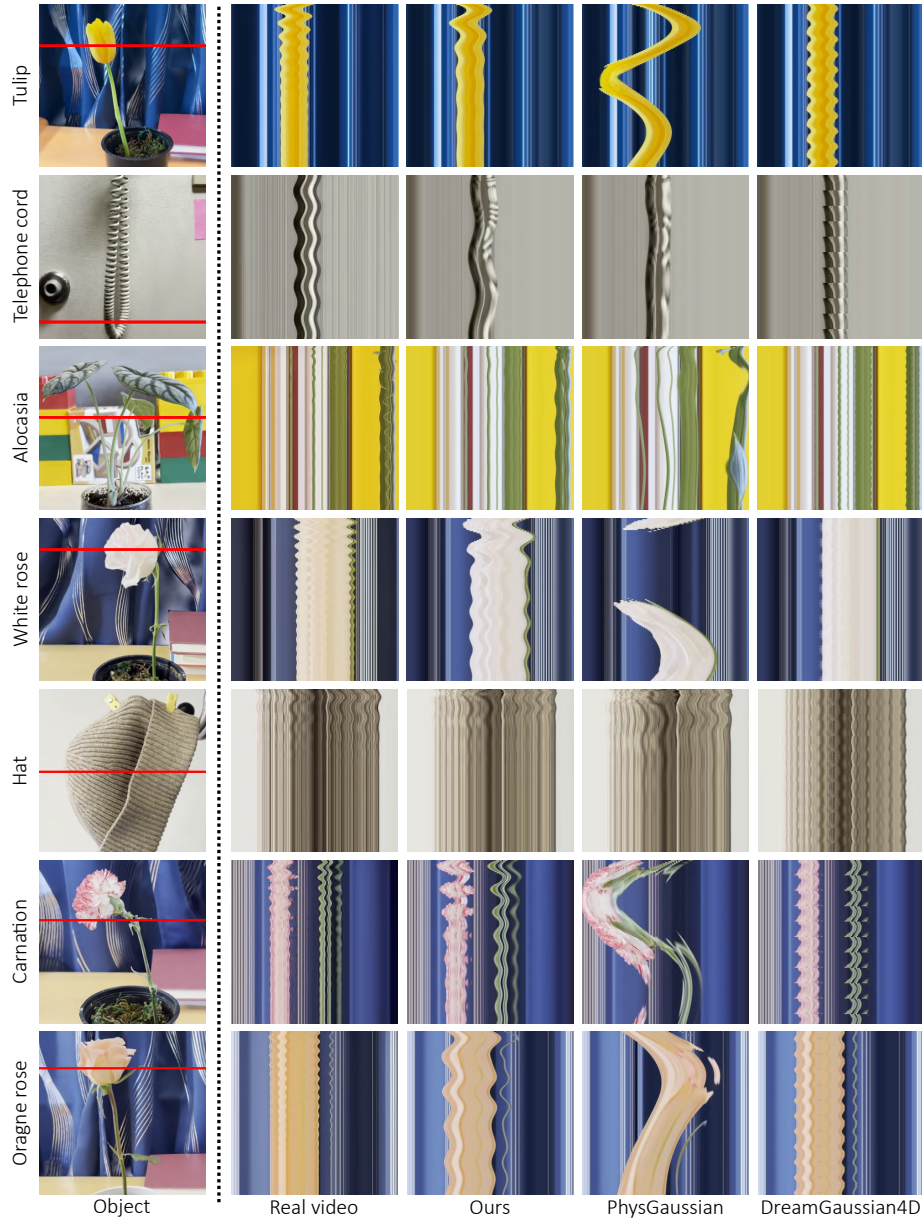 Tulip
Telephone cord
Alocasia
White rose
Hat
Carnation
Oragne rose
Object
Real video
Ours
PhysGaussian
DreamGaussian4D